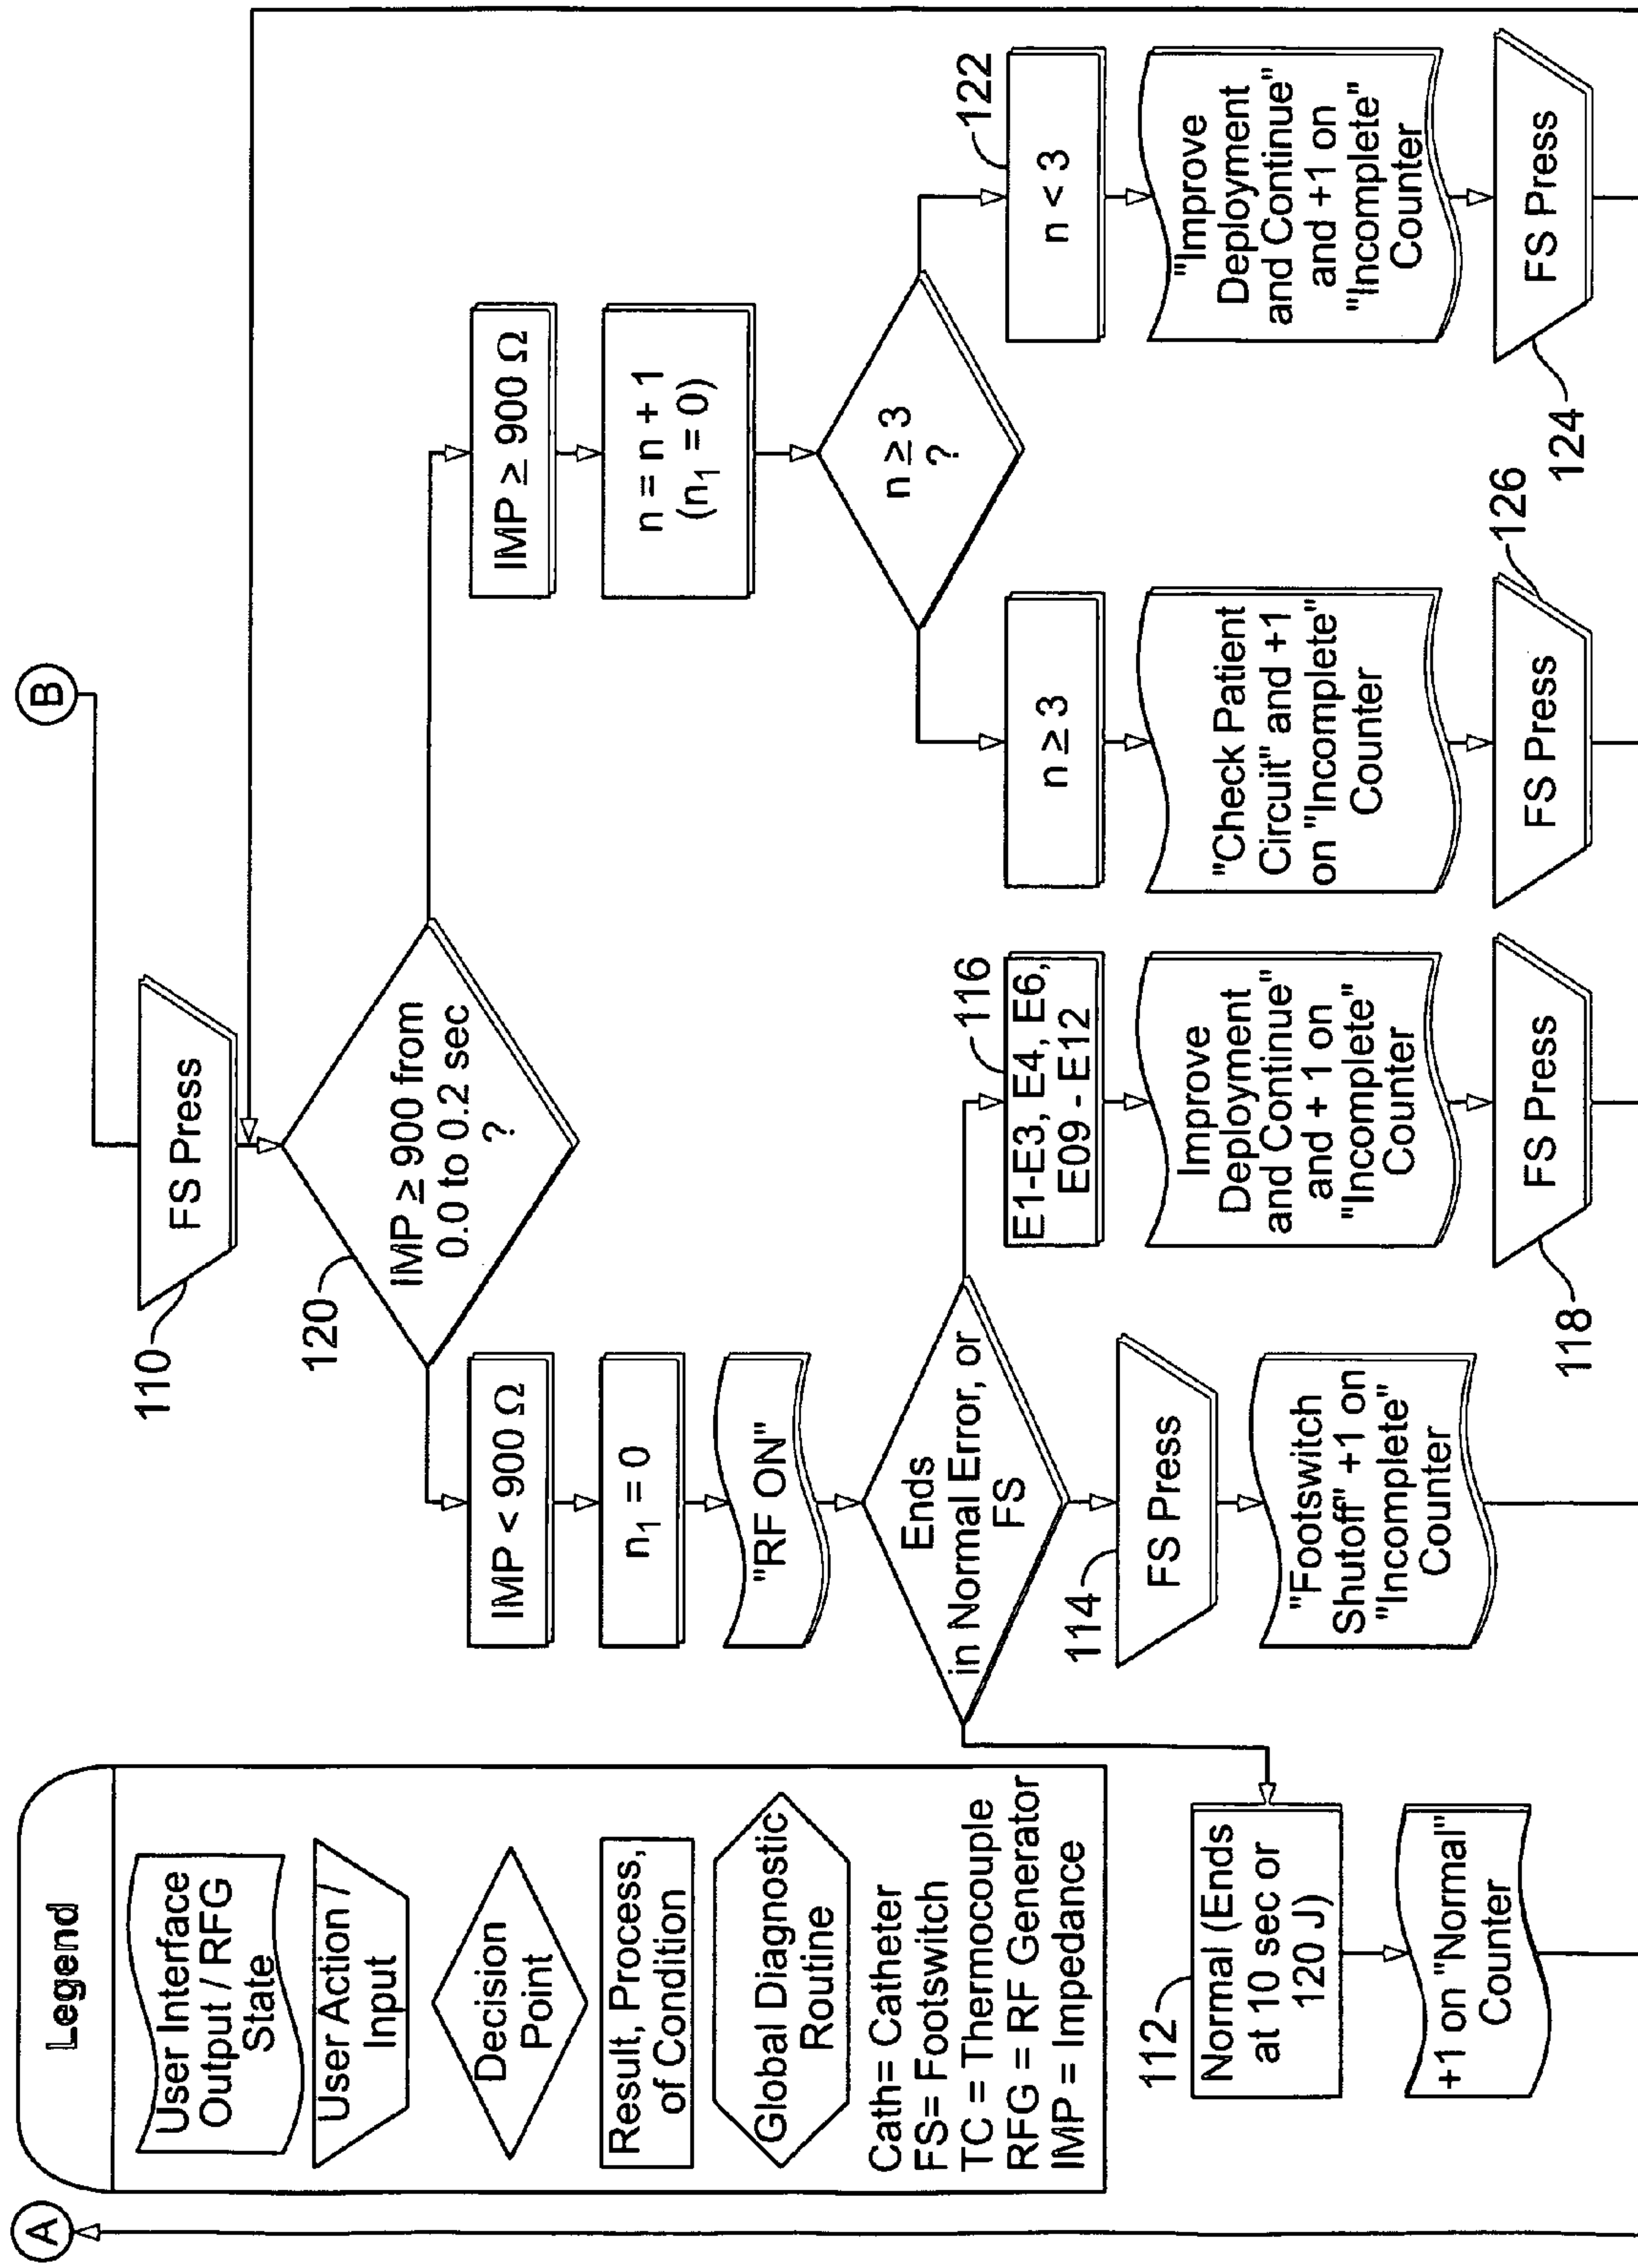 A
Legend
User Interface
Output / RFG
State
User Action /
Input
Decision
Point
Result, Process,
of Condition
Global Diagnostic
Routine
Cath= Catheter
FS= Footswitch
TC = Thermocouple
RFG = RF Generator
IMP = Impedance
B
110
FS Press
120
IMP ≥ 900 from
0.0 to 0.2 sec
?
IMP < 900 Ω
n₁ = 0
"RF ON"
Ends
in Normal Error, or
FS
112
Normal (Ends
at 10 sec or
120 J)
+1 on "Normal"
Counter
114
FS Press
"Footswitch
Shutoff" +1 on
"Incomplete"
Counter
116
E1-E3, E4, E6,
E09 - E12
Improve
Deployment
and Continue"
and + 1 on
"Incomplete"
Counter
118
FS Press
IMP ≥ 900 Ω
n = n + 1
(n₁ = 0)
n ≥ 3
?
n ≥ 3
"Check Patient
Circuit" and +1
on "Incomplete"
Counter
126
FS Press
122
n < 3
"Improve
Deployment
and Continue"
and +1 on
"Incomplete"
Counter
124
FS Press